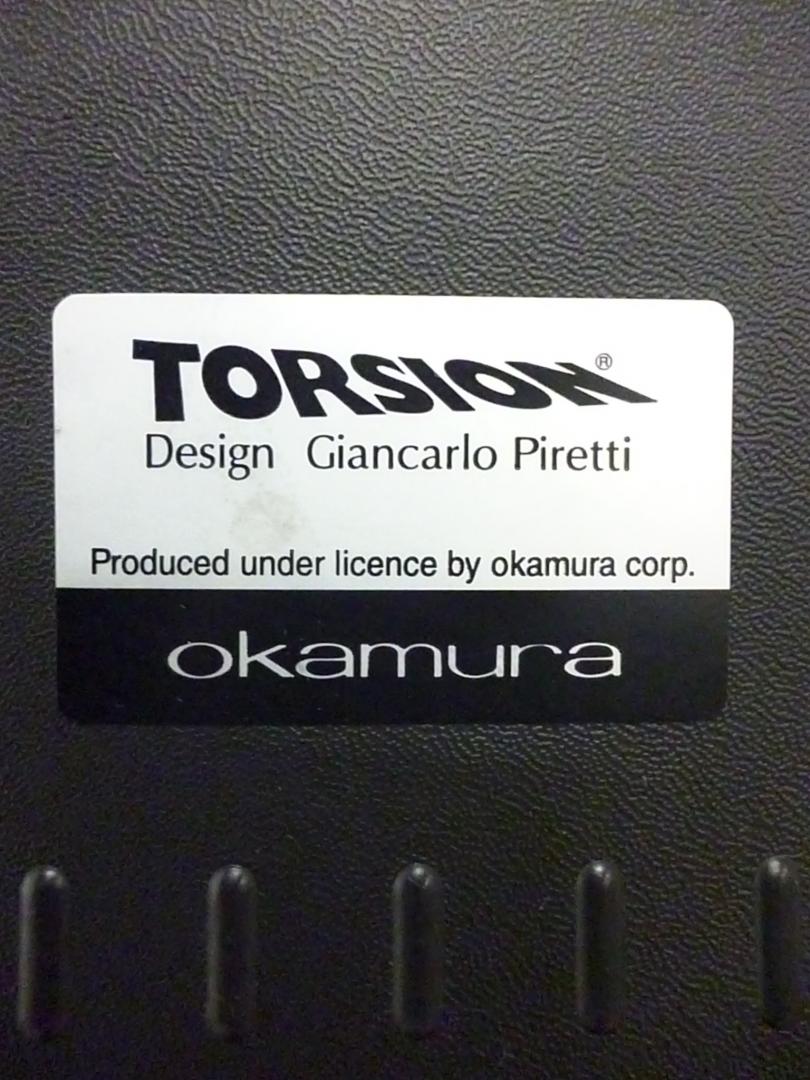 TORSION®
Design Giancarlo Piretti
Produced under licence by okamura corp.
okamura